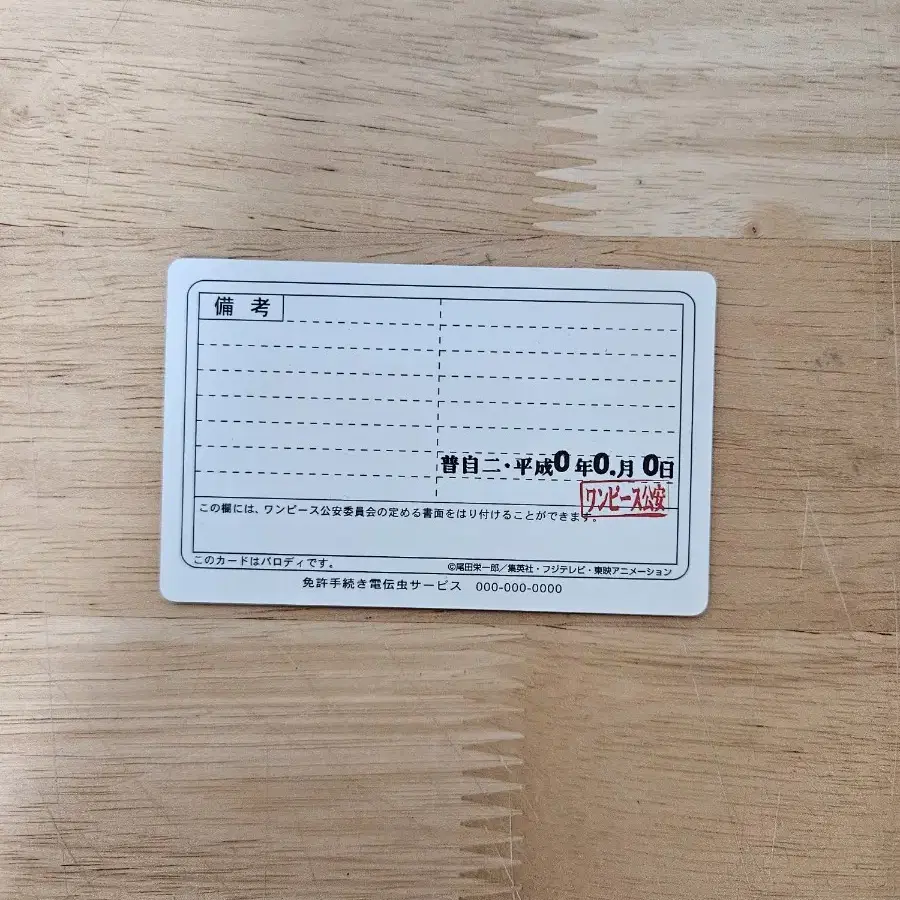 備考
普自二・平成0年0.月0日
ワンピース公安
この欄には、ワンピース公安委員会の定める書面をはり付けることができます。
このカードはパロディです。
©尾田栄一郎／集英社・フジテレビ・東映アニメーション
免許手続き電伝虫サービス 000-000-0000